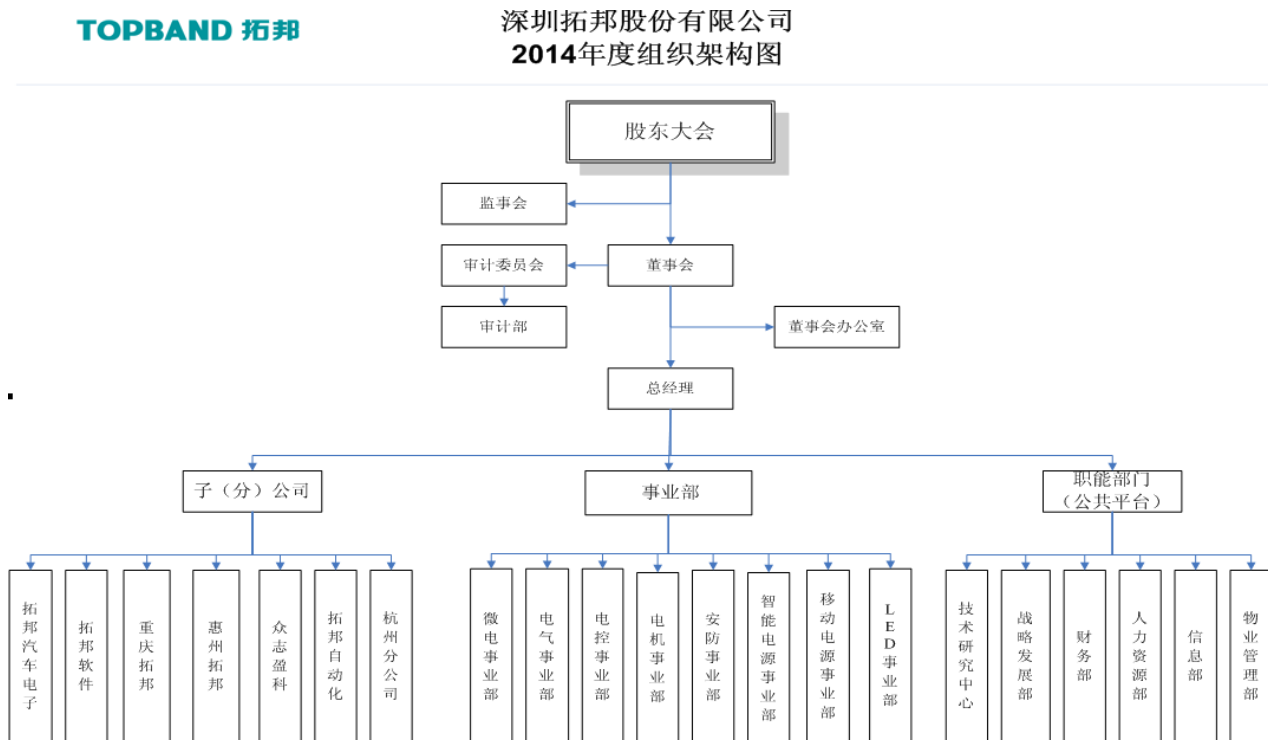 TOPBAND 拓邦
深圳拓邦股份有限公司
2014年度组织架构图
股东大会
监事会
审计委员会
董事会
审计部
董事会办公室
总经理
子（分）公司
事业部
职能部门
（公共平台）
拓邦汽车电子
拓邦软件
重庆拓邦
惠州拓邦
众志盈科
拓邦自动化
杭州分公司
微电事业部
电气事业部
电控事业部
电机事业部
安防事业部
智能电源事业部
移动电源事业部
LED事业部
技术研究中心
战略发展部
财务部
人力资源部
信息部
物业管理部